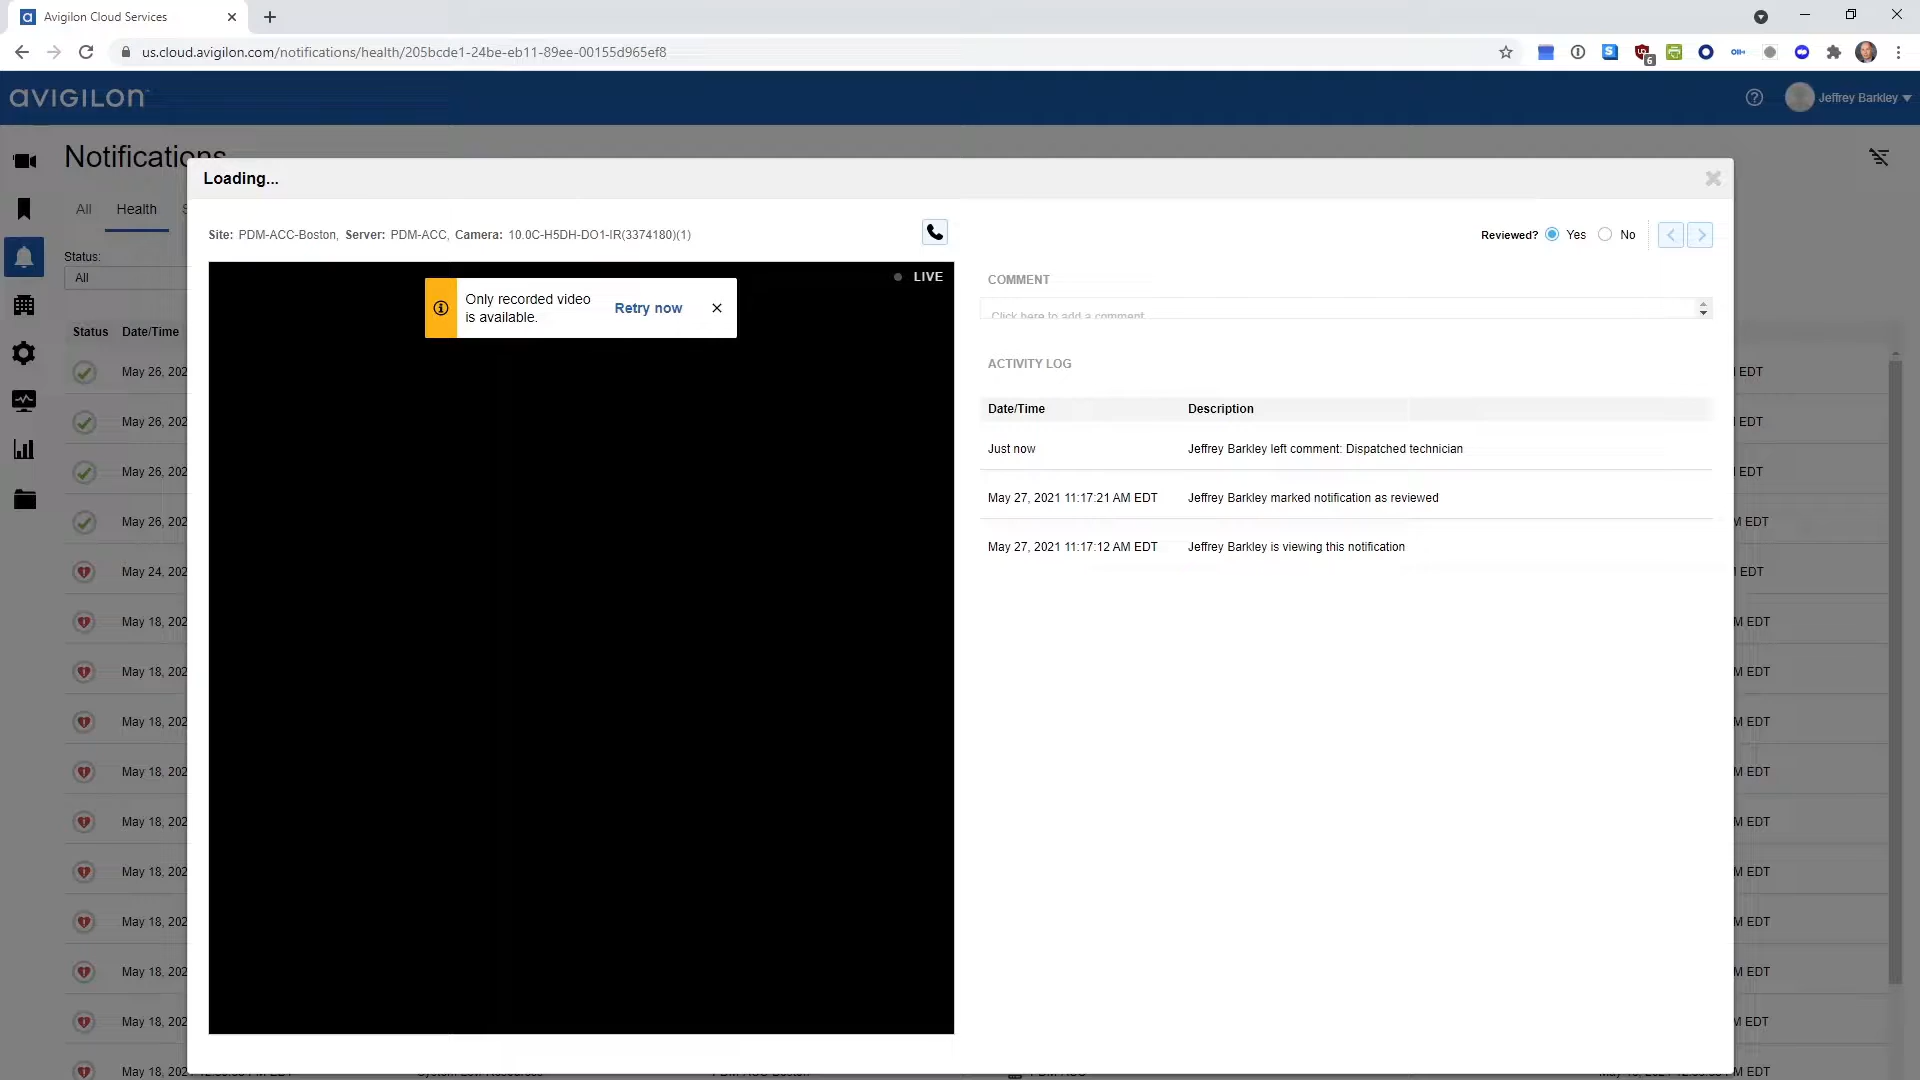 Avigilon Cloud Services
us.cloud.avigilon.com/notifications/health/205bcde1-24be-eb11-89ee-00155d965ef8
6
avigilon
Jeffrey Barkley
Notifications
Loading...
All
Health
Status:
All
Site: PDM-ACC-Boston, Server: PDM-ACC, Camera: 10.0C-H5DH-DO1-IR(3374180)(1)
Reviewed? Yes No
LIVE
Only recorded video
is available.
Retry now
COMMENT
Click here to add a comment
ACTIVITY LOG
Date/Time Description
Just now Jeffrey Barkley left comment: Dispatched technician
May 27, 2021 11:17:21 AM EDT Jeffrey Barkley marked notification as reviewed
May 27, 2021 11:17:12 AM EDT Jeffrey Barkley is viewing this notification
Status Date/Time
May 26, 202 EDT
May 26, 202 EDT
May 26, 202 EDT
May 26, 202 M EDT
May 24, 202 EDT
May 18, 202 M EDT
May 18, 202 M EDT
May 18, 202 M EDT
May 18, 202 M EDT
May 18, 202 M EDT
May 18, 202 M EDT
May 18, 202 M EDT
May 18, 202 M EDT
May 18, 202 M EDT
May 18, 202 M EDT